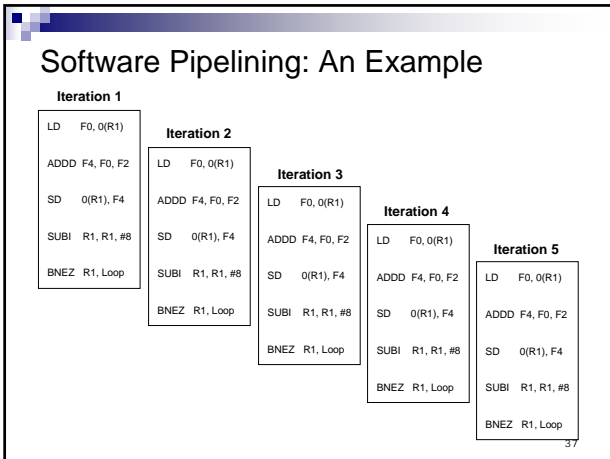 Software Pipelining: An Example
Iteration 1
LD F0, 0(R1)
ADDD F4, F0, F2
SD 0(R1), F4
SUBI R1, R1, #8
BNEZ R1, Loop
Iteration 2
LD F0, 0(R1)
ADDD F4, F0, F2
SD 0(R1), F4
SUBI R1, R1, #8
BNEZ R1, Loop
Iteration 3
LD F0, 0(R1)
ADDD F4, F0, F2
SD 0(R1), F4
SUBI R1, R1, #8
BNEZ R1, Loop
Iteration 4
LD F0, 0(R1)
ADDD F4, F0, F2
SD 0(R1), F4
SUBI R1, R1, #8
BNEZ R1, Loop
Iteration 5
LD F0, 0(R1)
ADDD F4, F0, F2
SD 0(R1), F4
SUBI R1, R1, #8
BNEZ R1, Loop
37